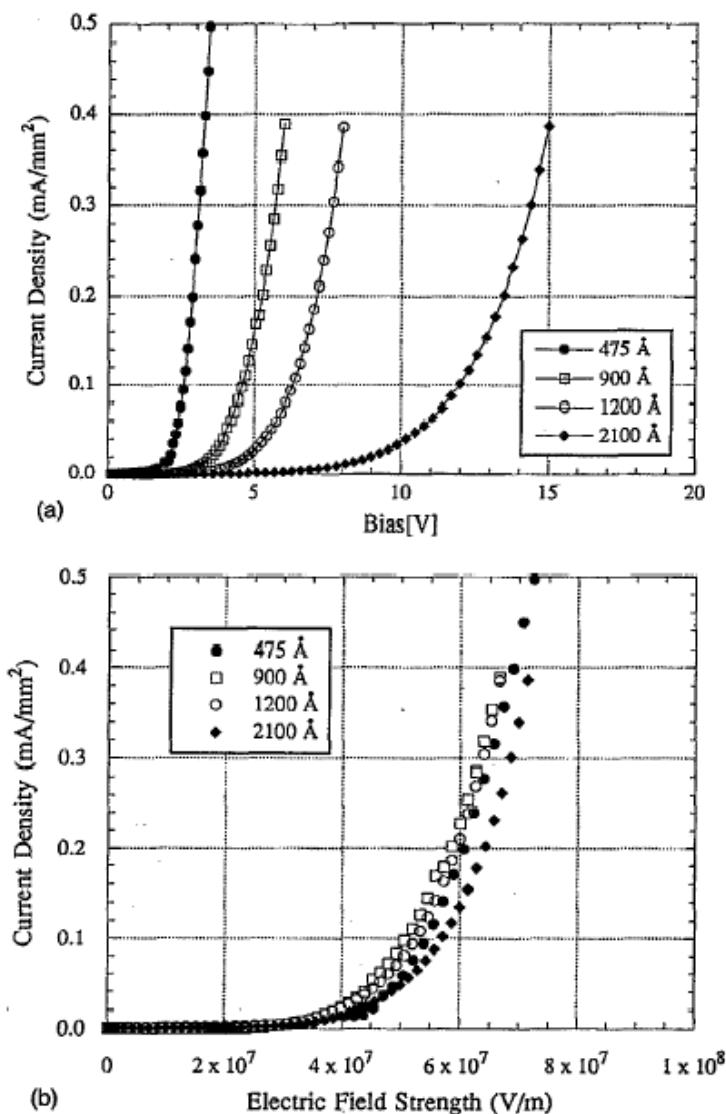 0.5
0.4
0.3
0.2
0.1
0.0
Current Density (mA/mm²)
475 Å
900 Å
1200 Å
2100 Å
0 5 10 15 20
(a)
Bias[V]
0.5
0.4
0.3
0.2
0.1
0.0
Current Density (mA/mm²)
475 Å
900 Å
1200 Å
2100 Å
0 2 x 10⁷ 4 x 10⁷ 6 x 10⁷ 8 x 10⁷ 1 x 10⁸
(b) Electric Field Strength (V/m)